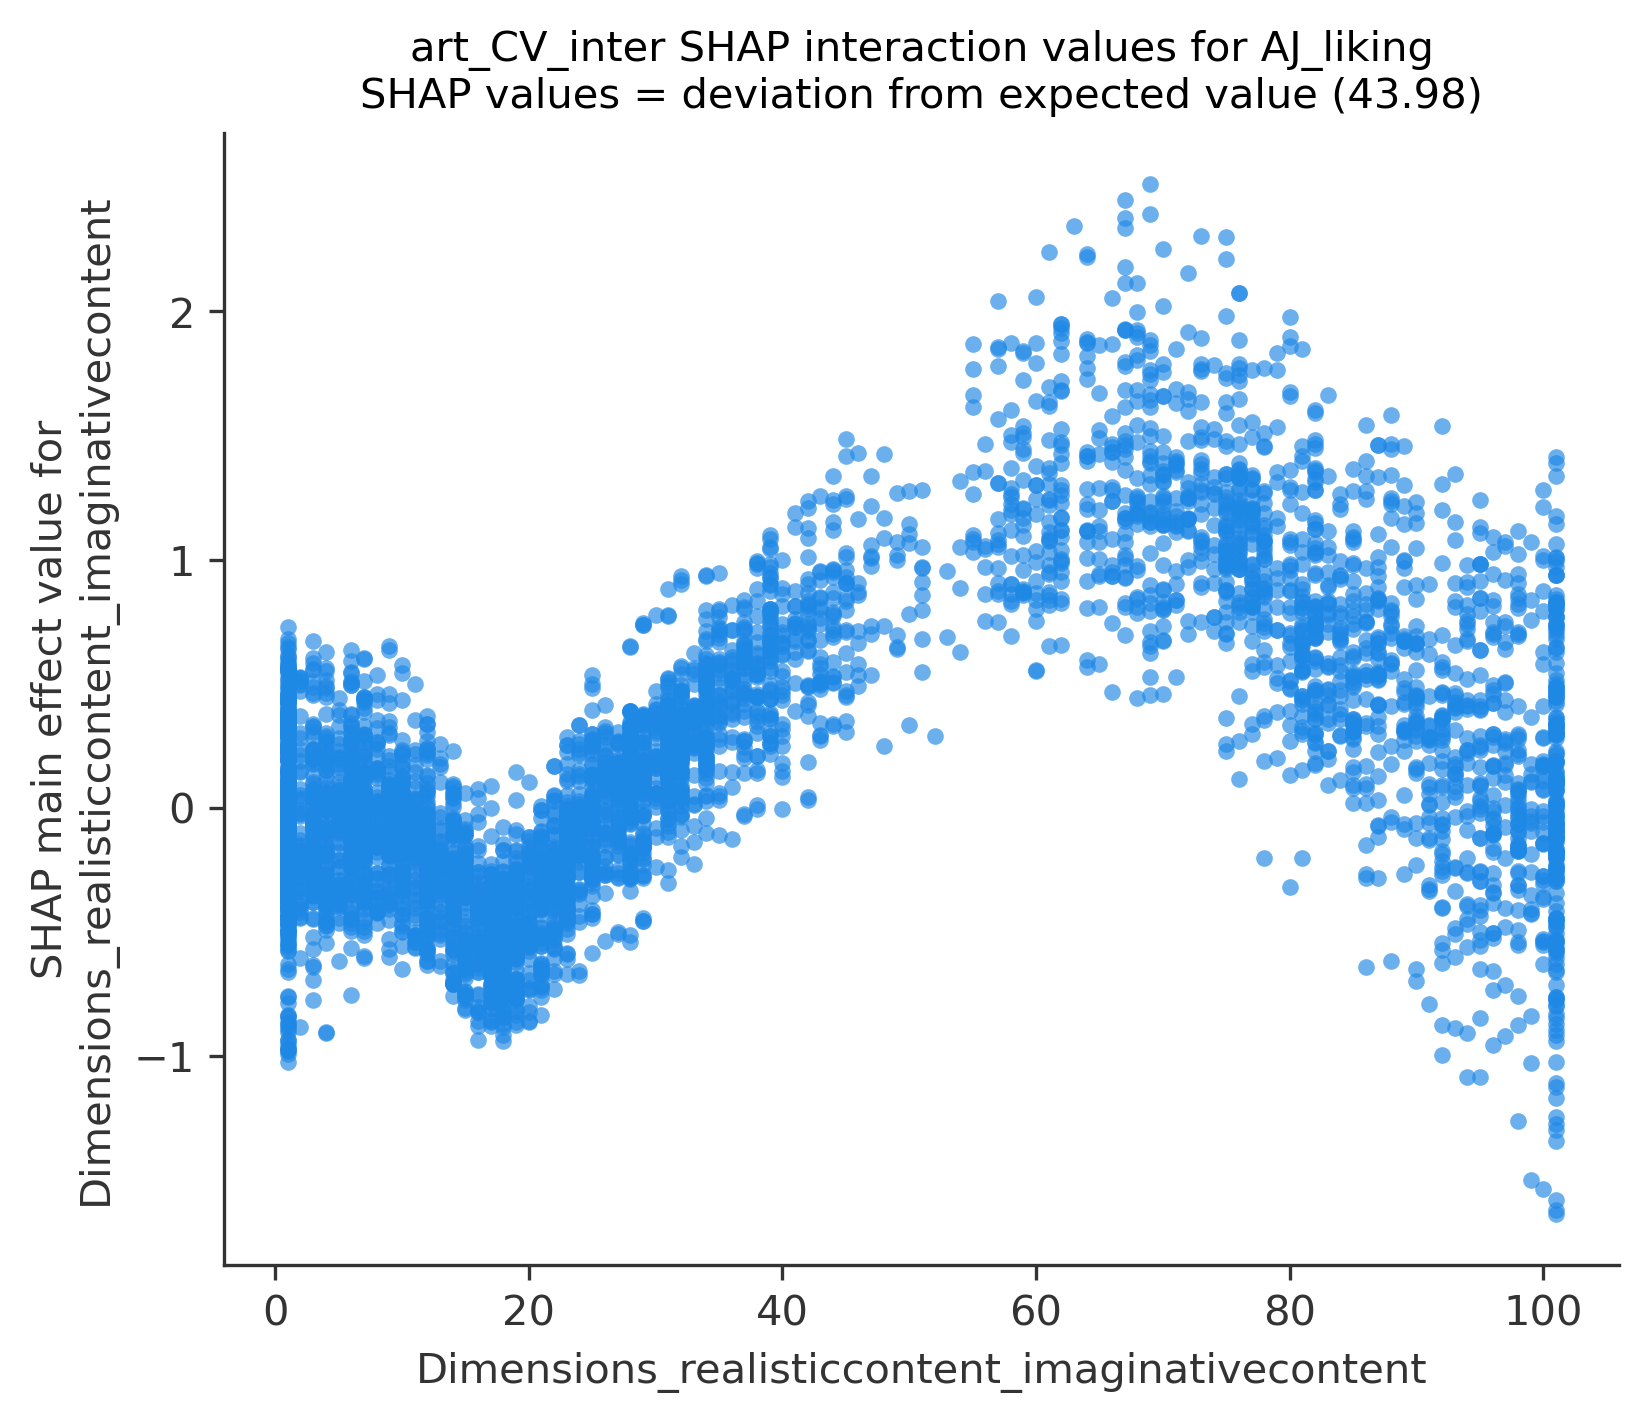 art_CV_inter SHAP interaction values for AJ_liking
SHAP values = deviation from expected value (43.98)
SHAP main effect value for
Dimensions_realisticcontent_imaginativecontent
2
1
0
−1
0
20
40
60
80
100
Dimensions_realisticcontent_imaginativecontent